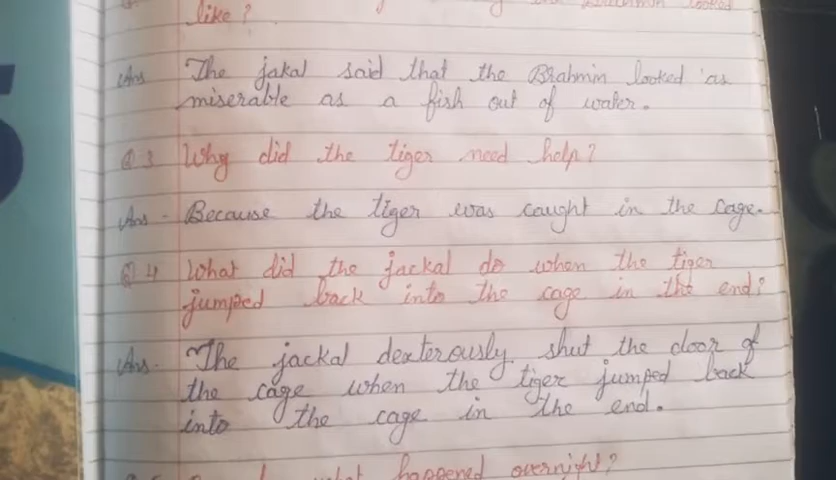 like?
Ans The jakal said that the Brahmin looked as
miserable as a fish out of water.
Q 3 Why did the tiger need help?
Ans - Because the tiger was caught in the cage.
Q 4 What did the jackal do when the tiger
jumped back into the cage in the end?
Ans - The jackal dexterously shut the door of
the cage when the tiger jumped back
into the cage in the end.
what happened overnight?